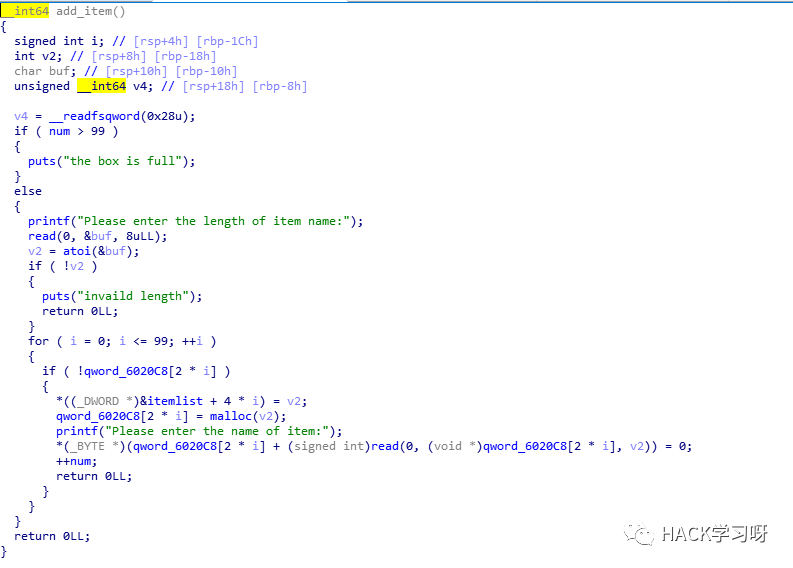 __int64 add_item()
{
  signed int i; // [rsp+4h] [rbp-1Ch]
  int v2; // [rsp+8h] [rbp-18h]
  char buf; // [rsp+10h] [rbp-10h]
  unsigned __int64 v4; // [rsp+18h] [rbp-8h]

  v4 = __readfsqword(0x28u);
  if ( num > 99 )
  {
    puts("the box is full");
  }
  else
  {
    printf("Please enter the length of item name:");
    read(0, &buf, 8uLL);
    v2 = atoi(&buf);
    if ( !v2 )
    {
      puts("invaild length");
      return 0LL;
    }
    for ( i = 0; i <= 99; ++i )
    {
      if ( !qword_6020C8[2 * i] )
      {
        *((_DWORD *)&itemlist + 4 * i) = v2;
        qword_6020C8[2 * i] = malloc(v2);
        printf("Please enter the name of item:");
        *(_BYTE *)(qword_6020C8[2 * i] + (signed int)read(0, (void *)qword_6020C8[2 * i], v2)) = 0;
        ++num;
        return 0LL;
      }
    }
  }
  return 0LL;
}
HACK学习呀